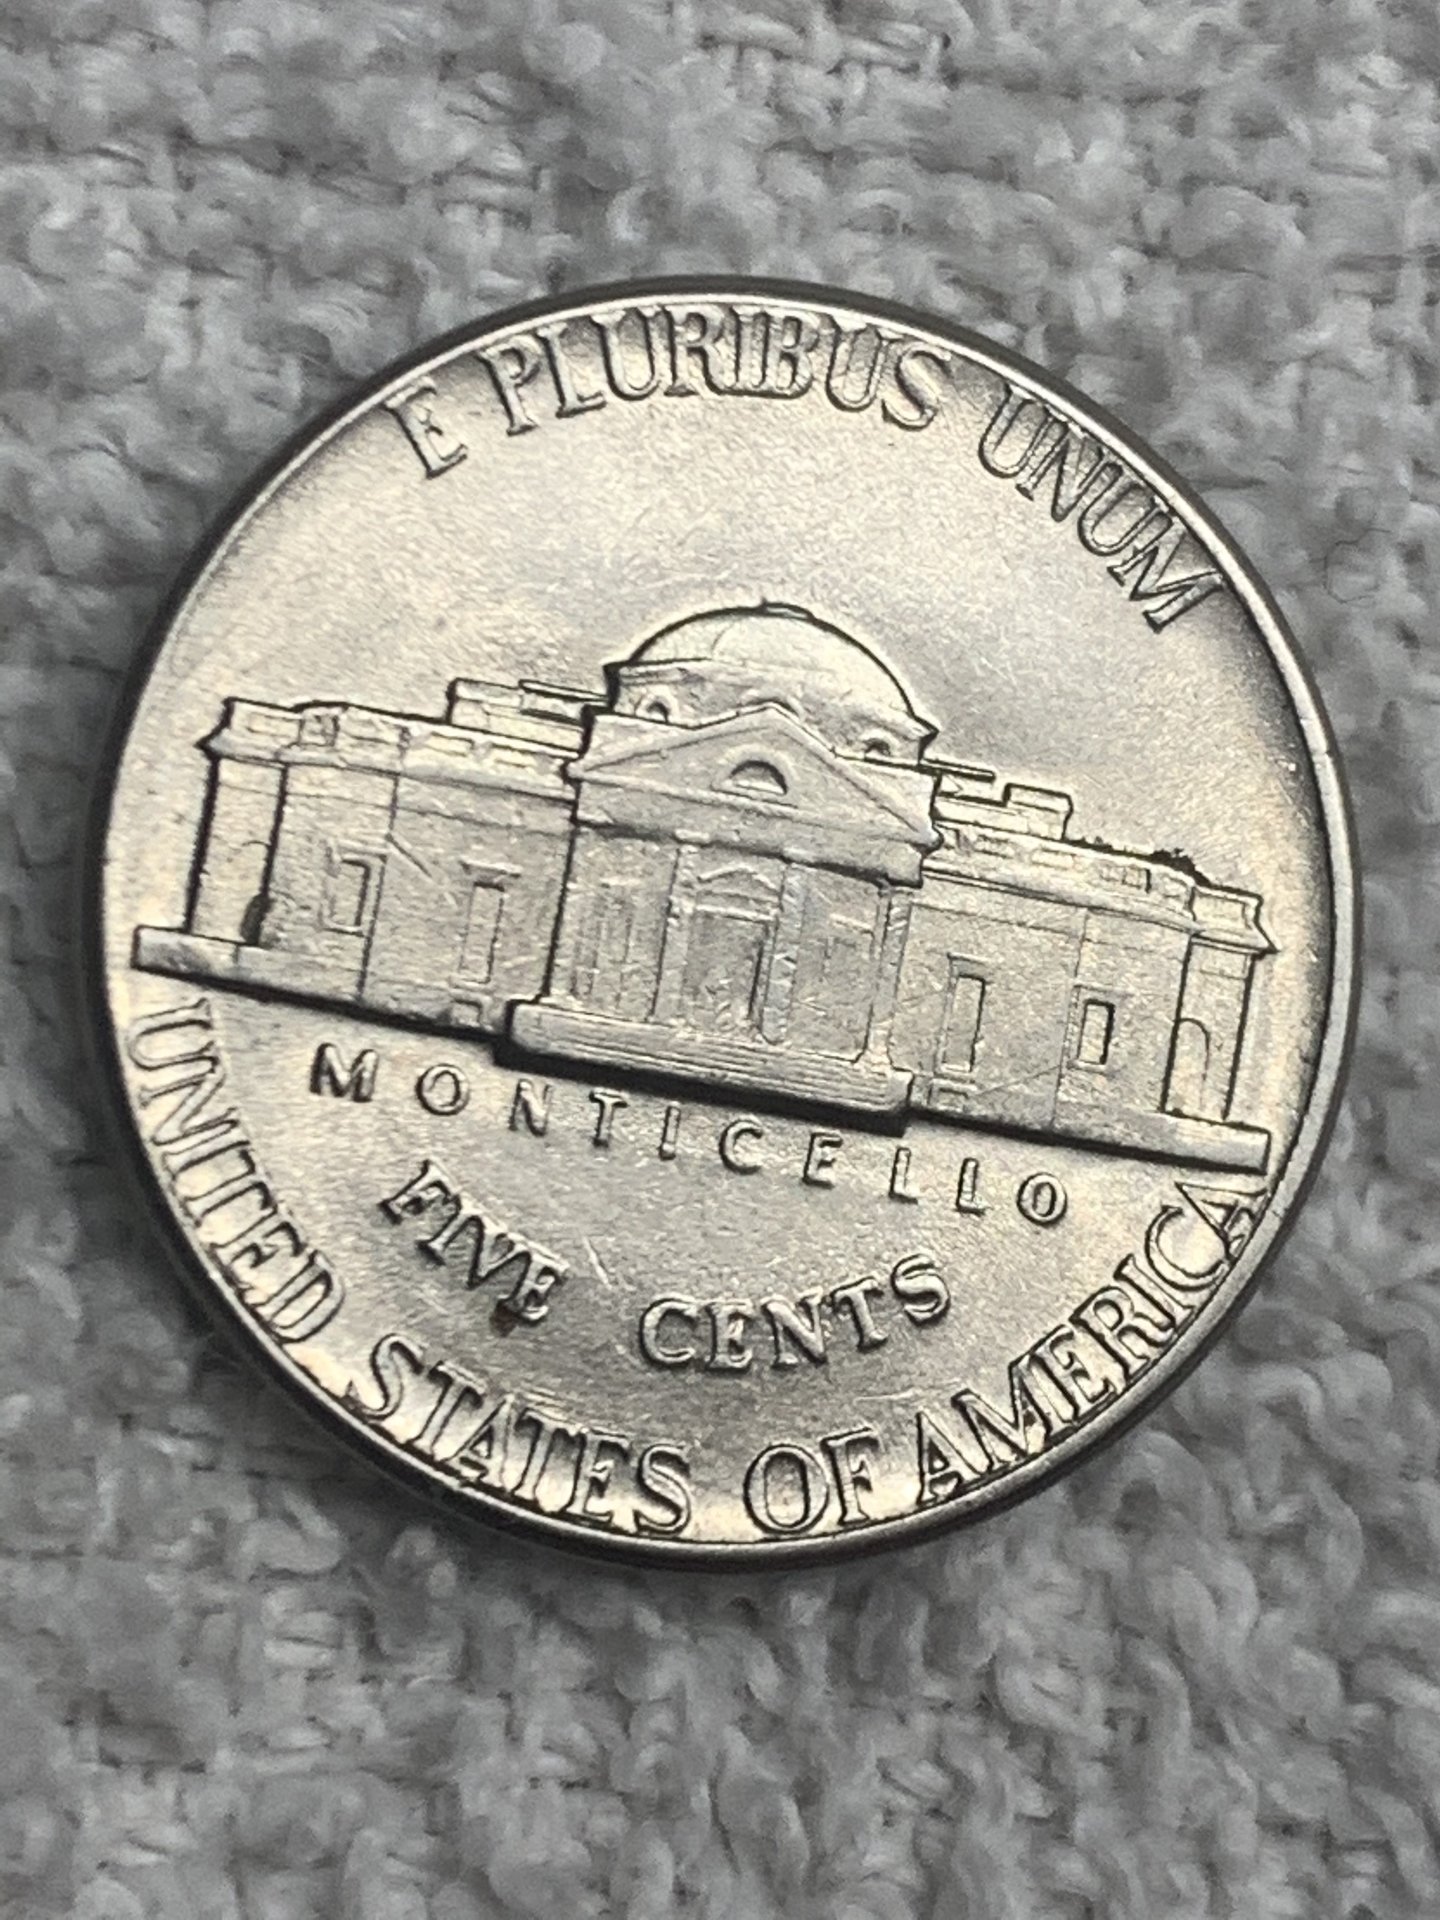 E PLURIBUS UNUM
MONTICELLO
FIVE CENTS
UNITED STATES OF AMERICA